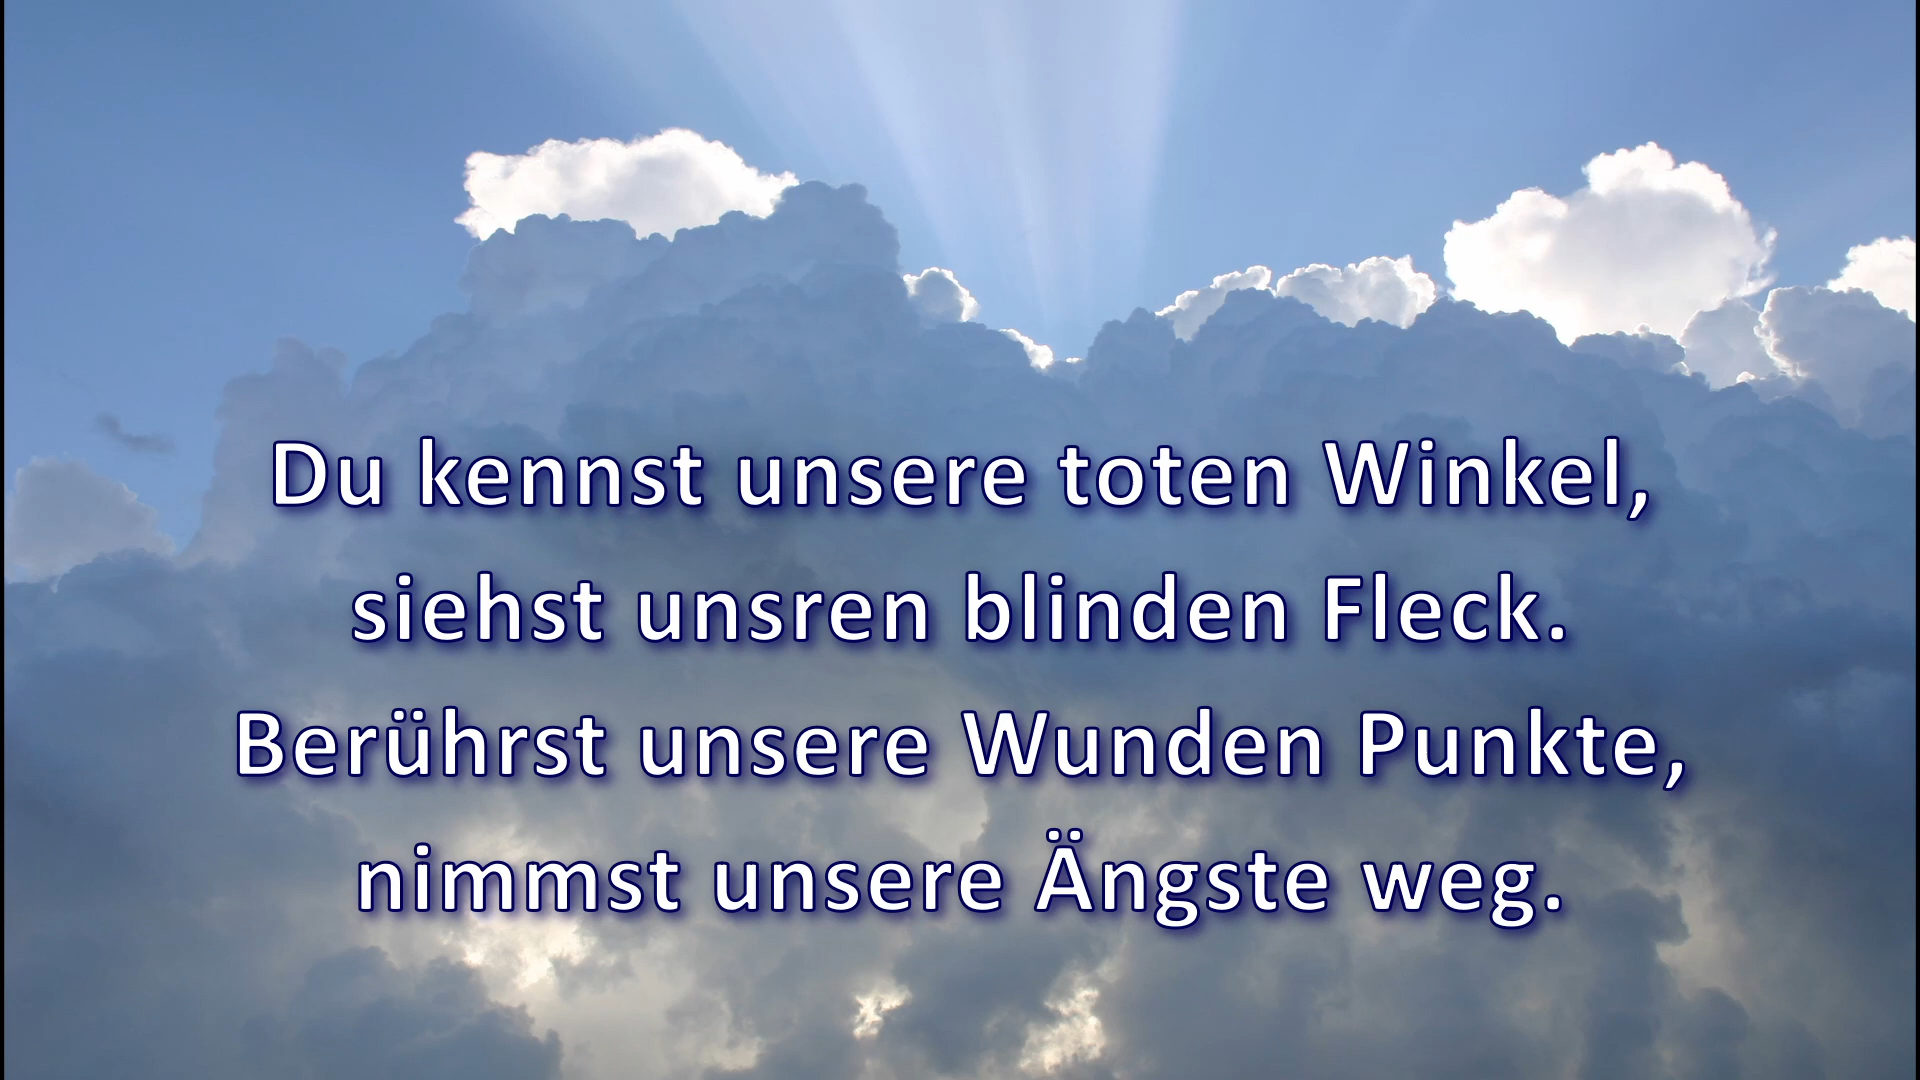 Du kennst unsere toten Winkel,
siehst unsren blinden Fleck.
Berührst unsere Wunden Punkte,
nimmst unsere Ängste weg.